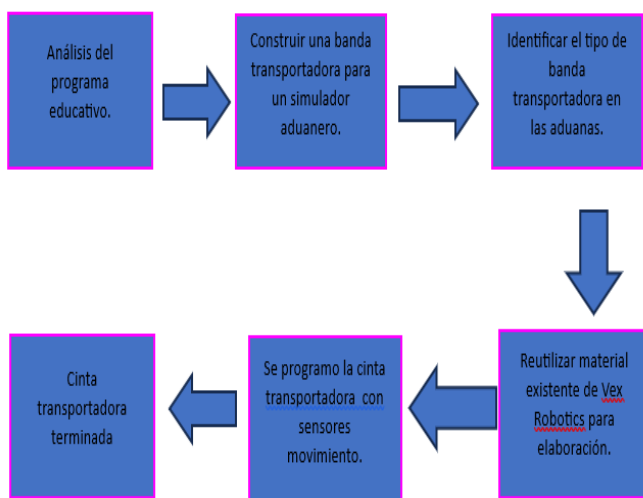 Análisis del
programa
educativo.
Construir una banda
transportadora para
un simulador
aduanero.
Identificar el tipo de
banda
transportadora en
las aduanas.
Reutilizar material
existente de Vex
Robotics para
elaboración.
Se programo la cinta
transportadora con
sensores
movimiento.
Cinta
transportadora
terminada